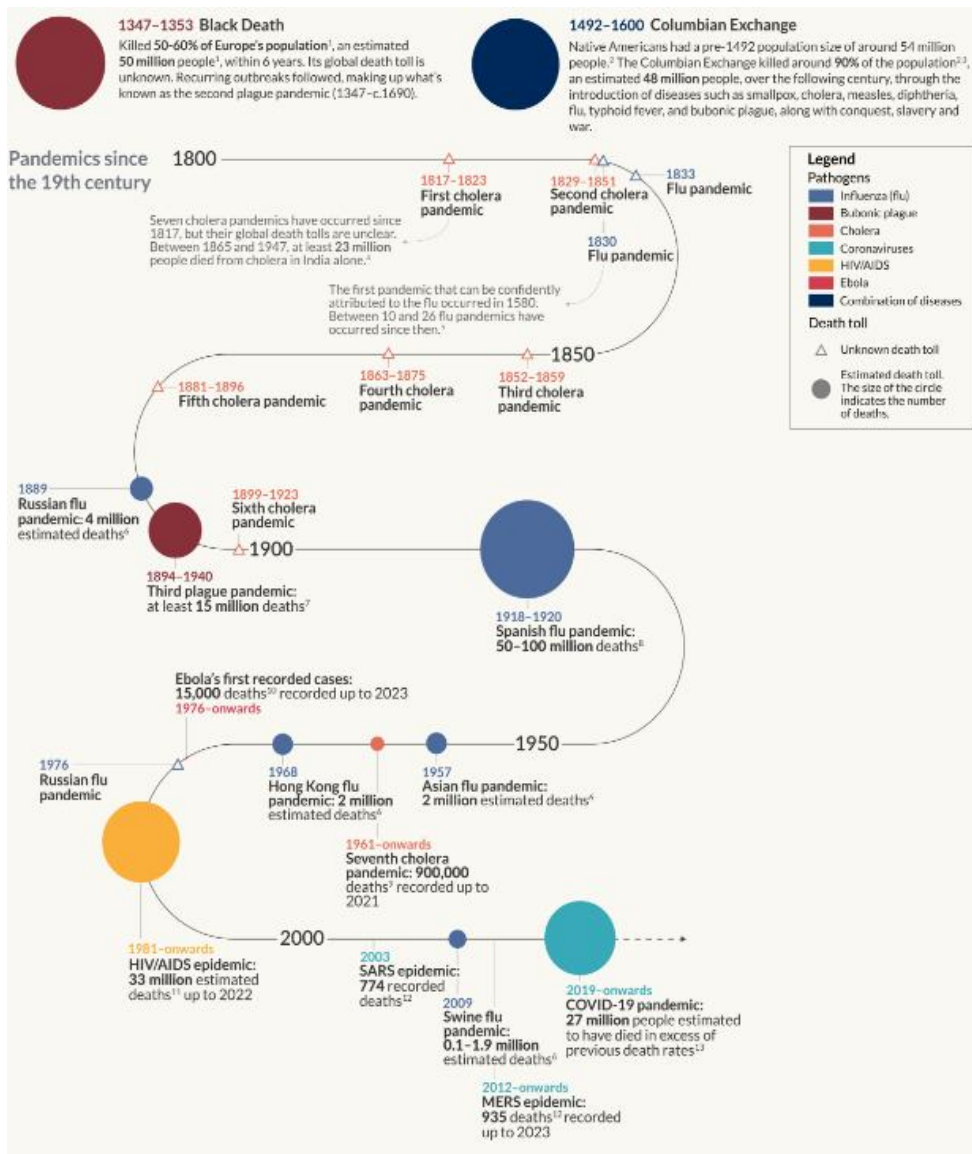 1347–1353 Black Death
Killed 50-60% of Europe's population¹, an estimated
50 million people¹, within 6 years. Its global death toll is
unknown. Recurring outbreaks followed, making up what's
known as the second plague pandemic (1347–c.1690).
1492–1600 Columbian Exchange
Native Americans had a pre-1492 population size of around 54 million
people.² The Columbian Exchange killed around 90% of the population²,³,
an estimated 48 million people, over the following century, through the
introduction of diseases such as smallpox, cholera, measles, diphtheria,
flu, typhoid fever, and bubonic plague, along with conquest, slavery and
war.
Pandemics since
the 19th century
1800
1817–1823
First cholera
pandemic
1829–1851
Second cholera
pandemic
1833
Flu pandemic
1830
Flu pandemic
Seven cholera pandemics have occurred since
1817, but their global death tolls are unclear.
Between 1865 and 1947, at least 23 million
people died from cholera in India alone.⁴
The first pandemic that can be confidently
attributed to the flu occurred in 1580.
Between 10 and 26 flu pandemics have
occurred since then.⁵
Legend
Pathogens
Influenza (flu)
Bubonic plague
Cholera
Coronaviruses
HIV/AIDS
Ebola
Combination of diseases
Death toll
Unknown death toll
Estimated death toll.
The size of the circle
indicates the number
of deaths.
1850
1852–1859
Third cholera
pandemic
1863–1875
Fourth cholera
pandemic
1881–1896
Fifth cholera pandemic
1889
Russian flu
pandemic: 4 million
estimated deaths⁶
1894–1940
Third plague pandemic:
at least 15 million deaths⁷
1899–1923
Sixth cholera
pandemic
1900
1918–1920
Spanish flu pandemic:
50–100 million deaths⁸
1950
1957
Asian flu pandemic:
2 million estimated deaths⁶
1961–onwards
Seventh cholera
pandemic: 900,000
deaths⁹ recorded up to
2021
1968
Hong Kong flu
pandemic: 2 million
estimated deaths⁶
Ebola's first recorded cases:
15,000 deaths¹⁰ recorded up to 2023
1976–onwards
1976
Russian flu
pandemic
1981–onwards
HIV/AIDS epidemic:
33 million estimated
deaths¹¹ up to 2022
2000
2003
SARS epidemic:
774 recorded
deaths¹²
2009
Swine flu
pandemic:
0.1–1.9 million
estimated deaths⁶
2012–onwards
MERS epidemic:
935 deaths¹² recorded
up to 2023
2019–onwards
COVID-19 pandemic:
27 million people estimated
to have died in excess of
previous death rates¹³